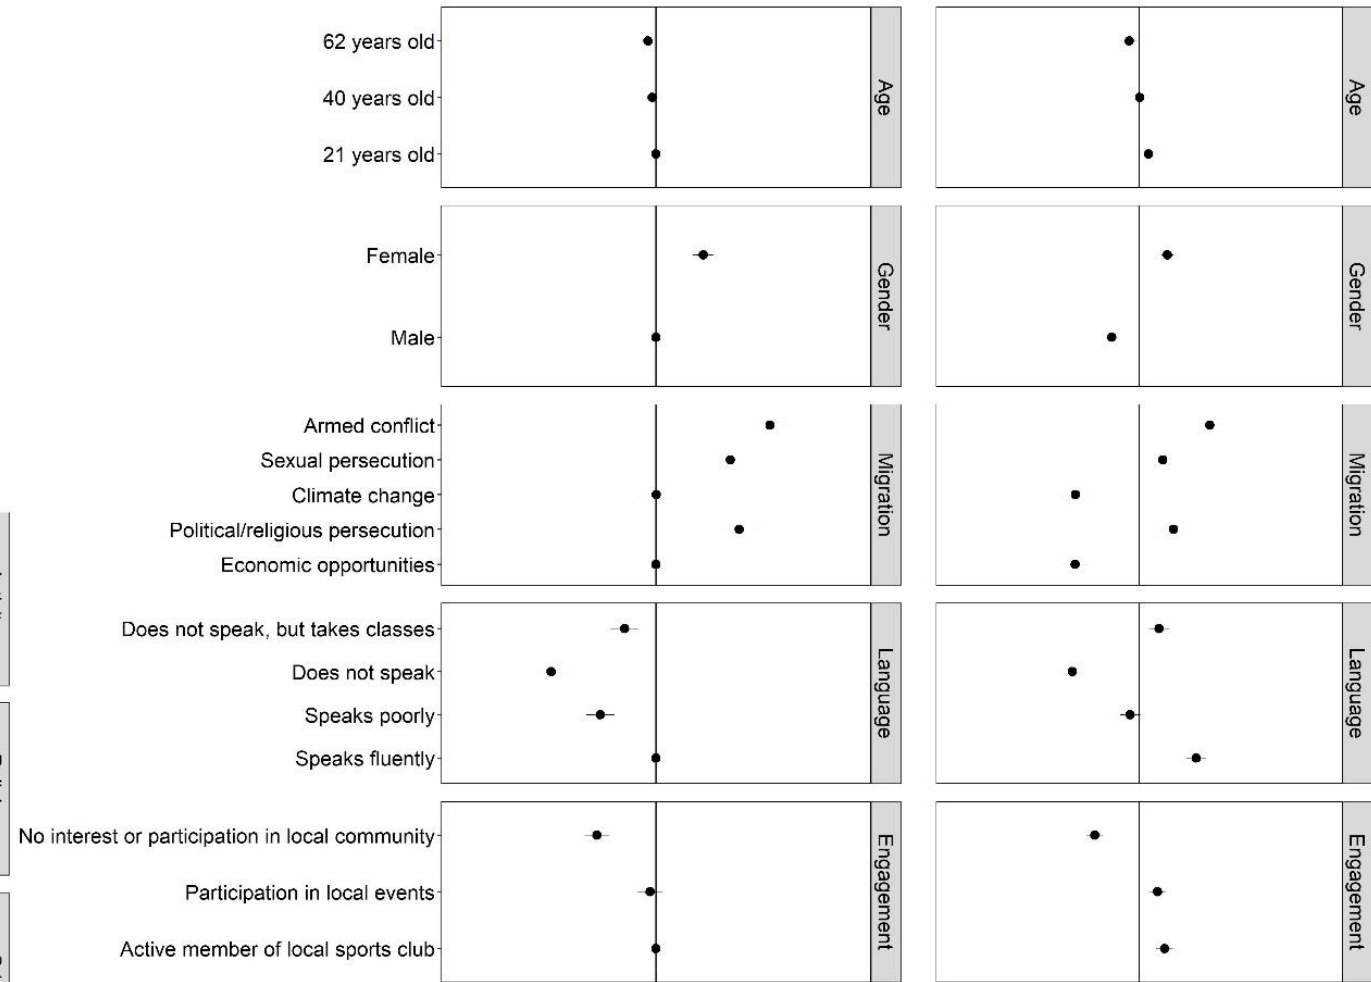 62 years old
40 years old
21 years old
Age
Age
Female
Male
Gender
Gender
Armed conflict
Sexual persecution
Climate change
Political/religious persecution
Economic opportunities
Migration
Migration
Does not speak, but takes classes
Does not speak
Speaks poorly
Speaks fluently
Language
Language
No interest or participation in local community
Participation in local events
Active member of local sports club
Engagement
Engagement